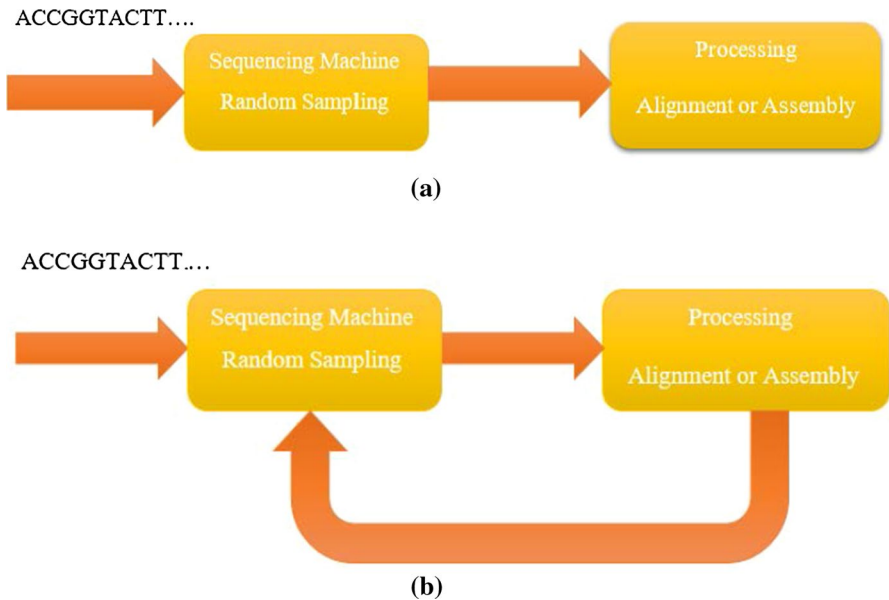 ACCGGTACTT....
Sequencing Machine
Random Sampling
Processing
Alignment or Assembly
(a)
ACCGGTACTT....
Sequencing Machine
Random Sampling
Processing
Alignment or Assembly
(b)